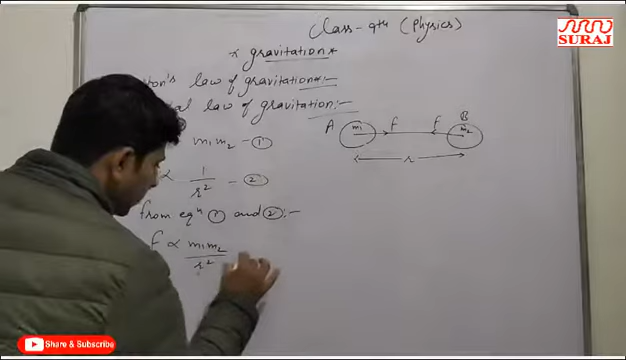 Class-9th (Physics)
SURAJ
* gravitation *
ton's law of gravitation :-
al law of gravitation :-
A m₁ F F B m₂
m₁m₂ - ①
r
∝ 1/r² - ②
from eqⁿ ① and ② :-
F ∝ m₁m₂/r²
Share & Subscribe